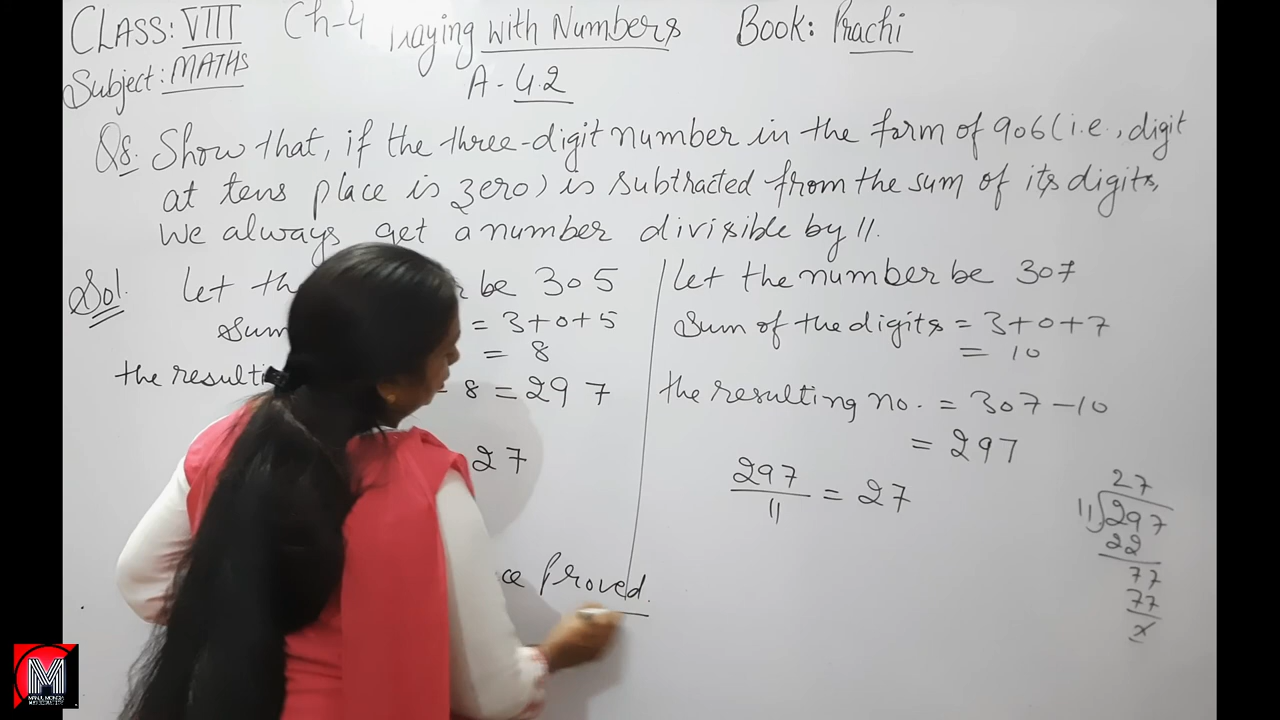 CLASS: VIII Ch-4 Playing with Numbers Book: Prachi
Subject: MATHS
A - 4.2
Q8. Show that, if the three-digit number in the form of 906 (i.e., digit
at tens place is zero) is subtracted from the sum of its digits,
we always get a number divisible by 11.
Sol. Let th be 305
Sum = 3+0+5
= 8
the resulti 8 = 297
27
ce proved.
let the number be 307
Sum of the digits = 3+0+7
= 10
the resulting no. = 307 - 10
= 297
297/11 = 27
27
11)297
22
77
77
x
M